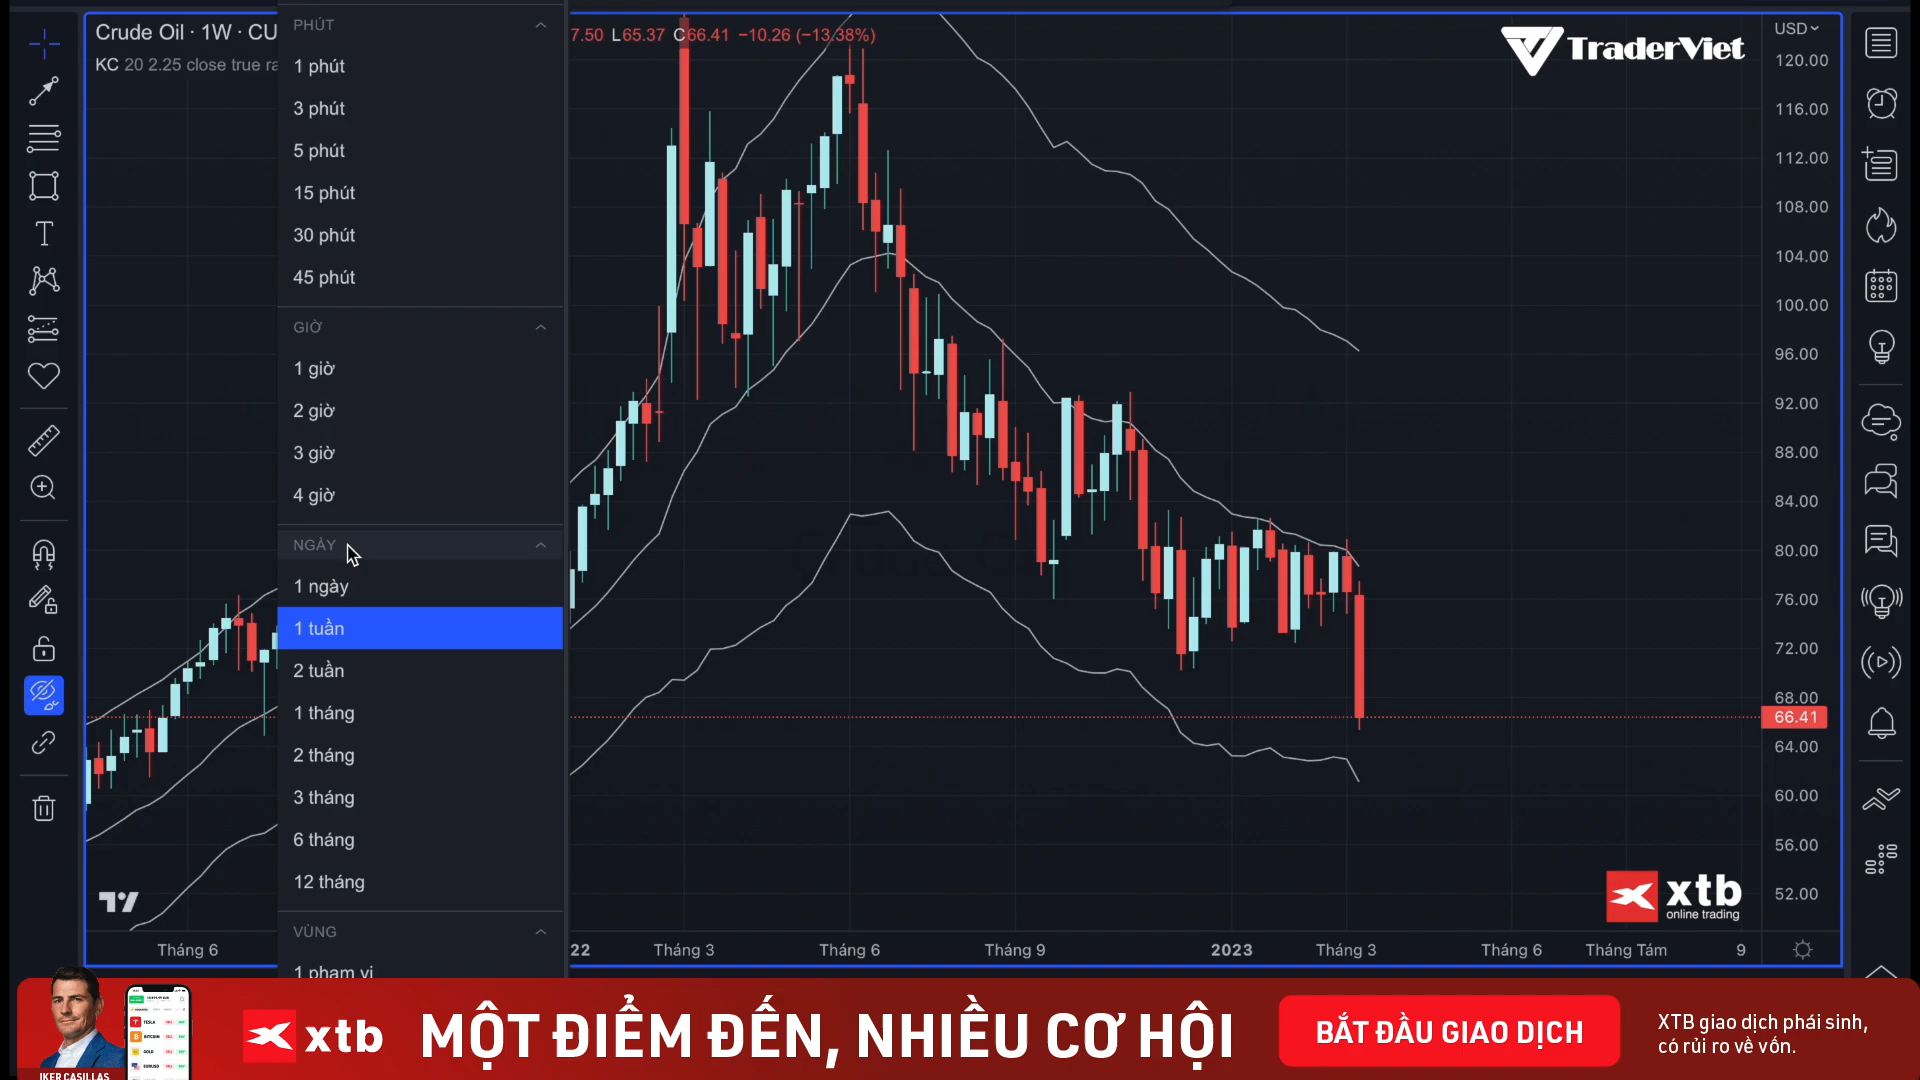 Crude Oil · 1W · CU
7.50 L65.37 C66.41 −10.26 (−13.38%)
KC 20 2.25 close true ra
PHÚT
1 phút
3 phút
5 phút
15 phút
30 phút
45 phút
GIỜ
1 giờ
2 giờ
3 giờ
4 giờ
NGÀY
1 ngày
1 tuần
2 tuần
1 tháng
2 tháng
3 tháng
6 tháng
12 tháng
VÙNG
1 phạm vi
TraderViet
USD
120.00
116.00
112.00
108.00
104.00
100.00
96.00
92.00
88.00
84.00
80.00
76.00
72.00
68.00
66.41
64.00
60.00
56.00
52.00
xtb
online trading
Tháng 6
22
Tháng 3
Tháng 6
Tháng 9
2023
Tháng 3
Tháng 6
Tháng Tám
9
IKER CASILLAS
TESLA
BITCOIN
GOLD
EURUSD
xtb
MỘT ĐIỂM ĐẾN, NHIỀU CƠ HỘI
BẮT ĐẦU GIAO DỊCH
XTB giao dịch phái sinh,
có rủi ro về vốn.